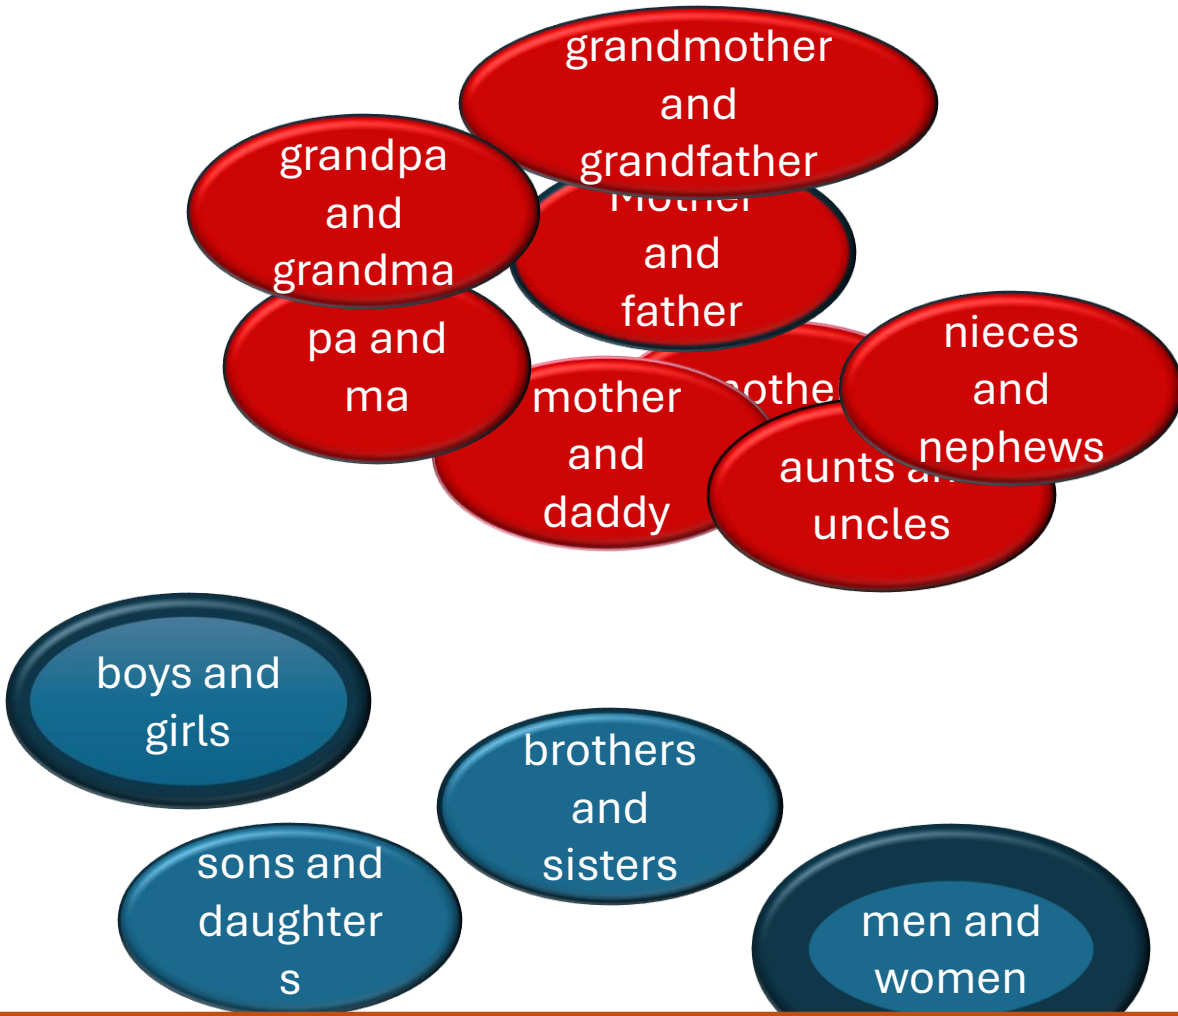 grandmother
and
grandfather
grandpa
and
grandma
Mother
and
father
pa and
ma
mother
and
daddy
nieces
and
nephews
aunts
uncles
boys and
girls
brothers
and
sisters
sons and
daughter
s
men and
women